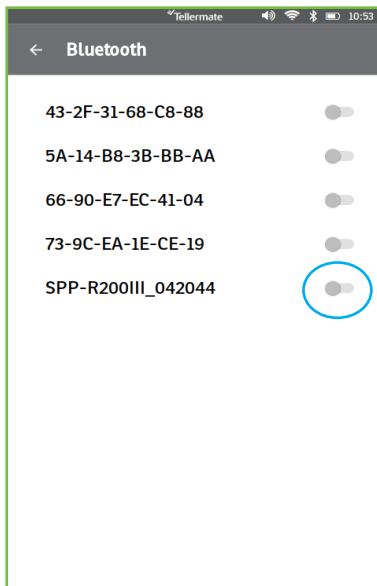 Tellermate 10:53
← Bluetooth
43-2F-31-68-C8-88
5A-14-B8-3B-BB-AA
66-90-E7-EC-41-04
73-9C-EA-1E-CE-19
SPP-R200III_042044